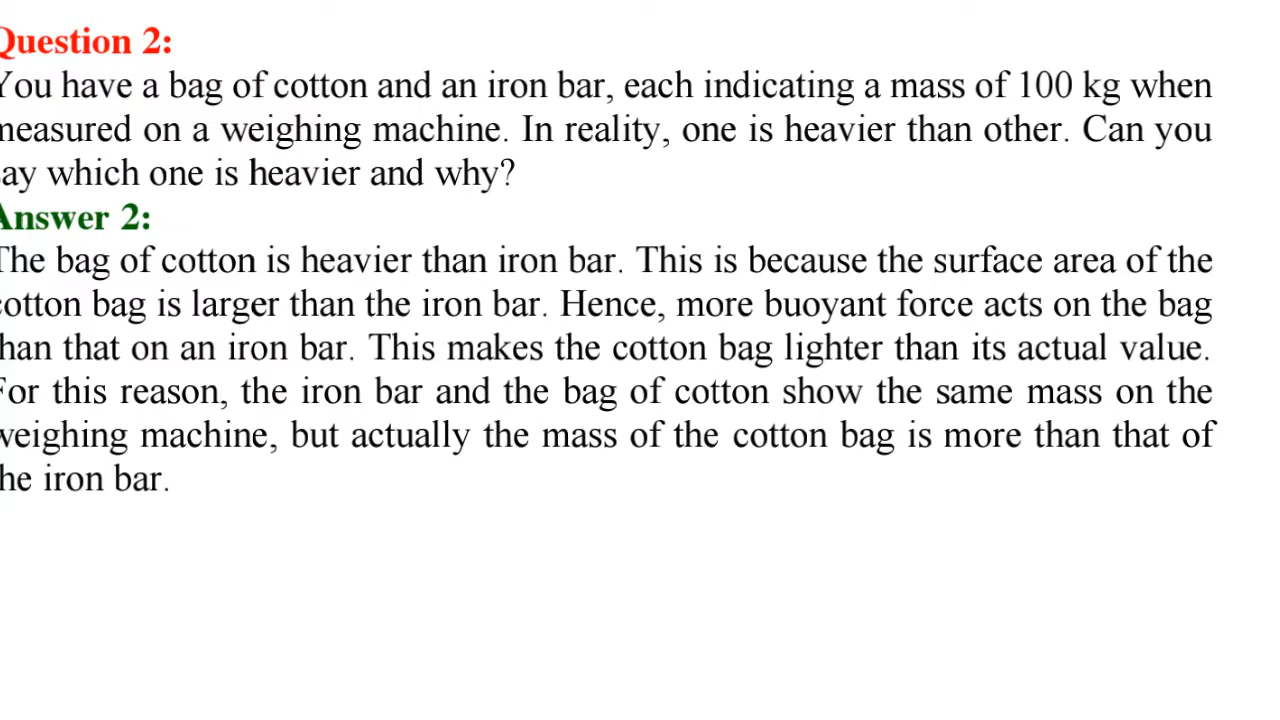 Question 2:
You have a bag of cotton and an iron bar, each indicating a mass of 100 kg when
measured on a weighing machine. In reality, one is heavier than other. Can you
say which one is heavier and why?
Answer 2:
The bag of cotton is heavier than iron bar. This is because the surface area of the
cotton bag is larger than the iron bar. Hence, more buoyant force acts on the bag
than that on an iron bar. This makes the cotton bag lighter than its actual value.
For this reason, the iron bar and the bag of cotton show the same mass on the
weighing machine, but actually the mass of the cotton bag is more than that of
the iron bar.